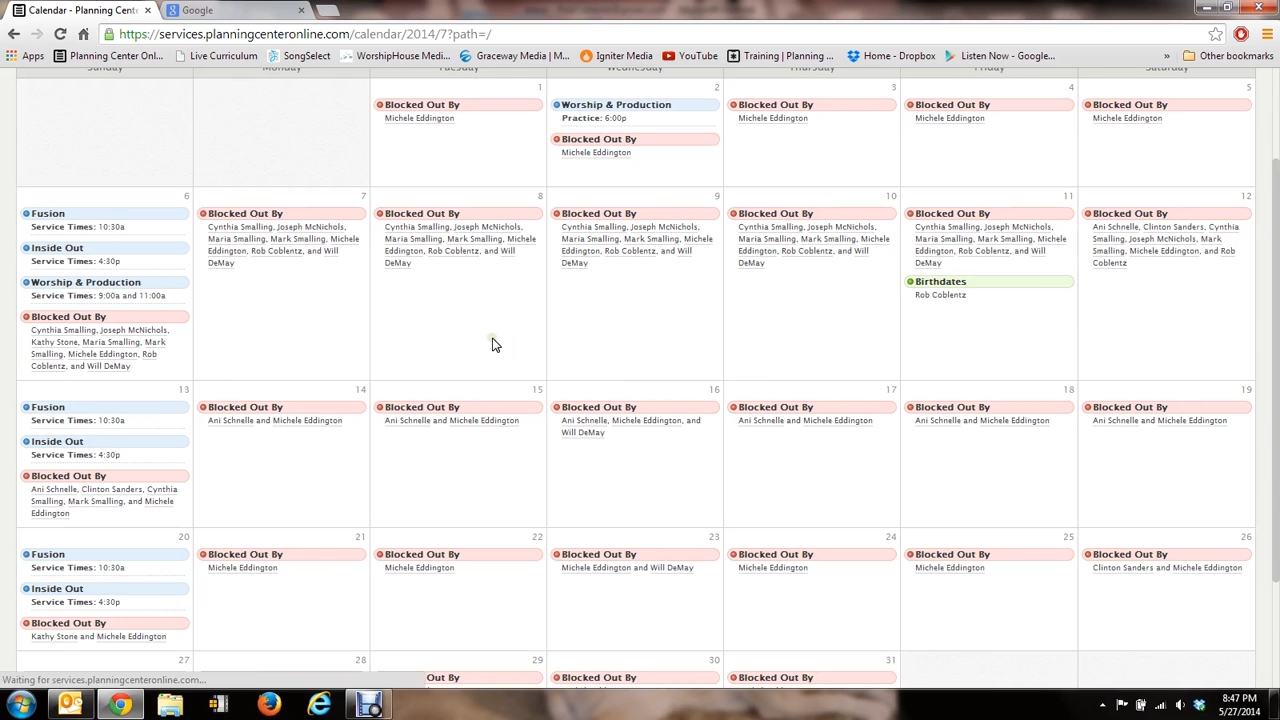 Calendar - Planning Cente
Google
https://services.planningcenteronline.com/calendar/2014/7?path=/
Apps Planning Center Onl... Live Curriculum SongSelect WorshipHouse Medi... Graceway Media | M... Igniter Media YouTube Training | Planning ... Home - Dropbox Listen Now - Google... » Other bookmarks
Sunday Monday Tuesday Wednesday Thursday Friday Saturday
1 2 3 4 5
Blocked Out By Worship & Production Blocked Out By Blocked Out By Blocked Out By
Michele Eddington Practice: 6:00p Michele Eddington Michele Eddington Michele Eddington
Blocked Out By
Michele Eddington
6 7 8 9 10 11 12
Fusion Blocked Out By Blocked Out By Blocked Out By Blocked Out By Blocked Out By Blocked Out By
Service Times: 10:30a Cynthia Smalling, Joseph McNichols, Cynthia Smalling, Joseph McNichols, Cynthia Smalling, Joseph McNichols, Cynthia Smalling, Joseph McNichols, Cynthia Smalling, Joseph McNichols, Ani Schnelle, Clinton Sanders, Cynthia
Maria Smalling, Mark Smalling, Michele Maria Smalling, Mark Smalling, Michele Maria Smalling, Mark Smalling, Michele Maria Smalling, Mark Smalling, Michele Maria Smalling, Mark Smalling, Michele Smalling, Joseph McNichols, Mark
Inside Out Eddington, Rob Coblentz, and Will Eddington, Rob Coblentz, and Will Eddington, Rob Coblentz, and Will Eddington, Rob Coblentz, and Will Eddington, Rob Coblentz, and Will Smalling, Michele Eddington, and Rob
Service Times: 4:30p DeMay DeMay DeMay DeMay DeMay Coblentz
Worship & Production Birthdates
Service Times: 9:00a and 11:00a Rob Coblentz
Blocked Out By
Cynthia Smalling, Joseph McNichols,
Kathy Stone, Maria Smalling, Mark
Smalling, Michele Eddington, Rob
Coblentz, and Will DeMay
13 14 15 16 17 18 19
Fusion Blocked Out By Blocked Out By Blocked Out By Blocked Out By Blocked Out By Blocked Out By
Service Times: 10:30a Ani Schnelle and Michele Eddington Ani Schnelle and Michele Eddington Ani Schnelle, Michele Eddington, and Ani Schnelle and Michele Eddington Ani Schnelle and Michele Eddington Ani Schnelle and Michele Eddington
Will DeMay
Inside Out
Service Times: 4:30p
Blocked Out By
Ani Schnelle, Clinton Sanders, Cynthia
Smalling, Mark Smalling, and Michele
Eddington
20 21 22 23 24 25 26
Fusion Blocked Out By Blocked Out By Blocked Out By Blocked Out By Blocked Out By Blocked Out By
Service Times: 10:30a Michele Eddington Michele Eddington Michele Eddington and Will DeMay Michele Eddington Michele Eddington Clinton Sanders and Michele Eddington
Inside Out
Service Times: 4:30p
Blocked Out By
Kathy Stone and Michele Eddington
27 28 29 30 31
Out By Blocked Out By Blocked Out By
Waiting for services.planningcenteronline.com...
8:47 PM
5/27/2014